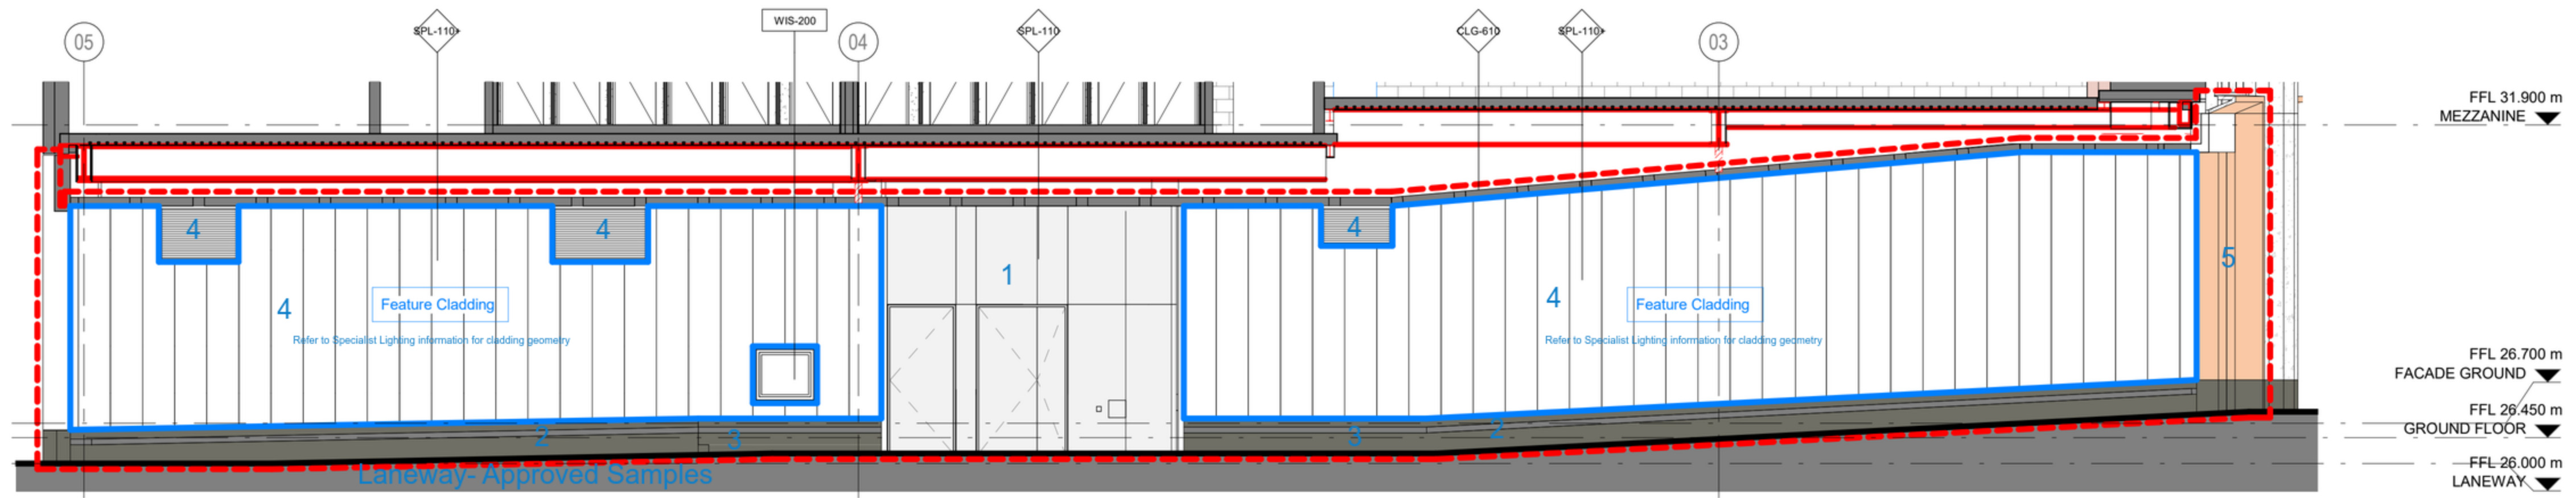 05
SPL-110+
WIS-200
04
SPL-110
CLG-610
SPL-110+
03
FFL 31.900 m
MEZZANINE
4
4
4
1
5
4
Feature Cladding
4
Feature Cladding
Refer to Specialist Lighting information for cladding geometry
Refer to Specialist Lighting information for cladding geometry
FFL 26.700 m
FACADE GROUND
FFL 26.450 m
GROUND FLOOR
2
3
3
2
FFL 26.000 m
LANEWAY
Laneway- Approved Samples